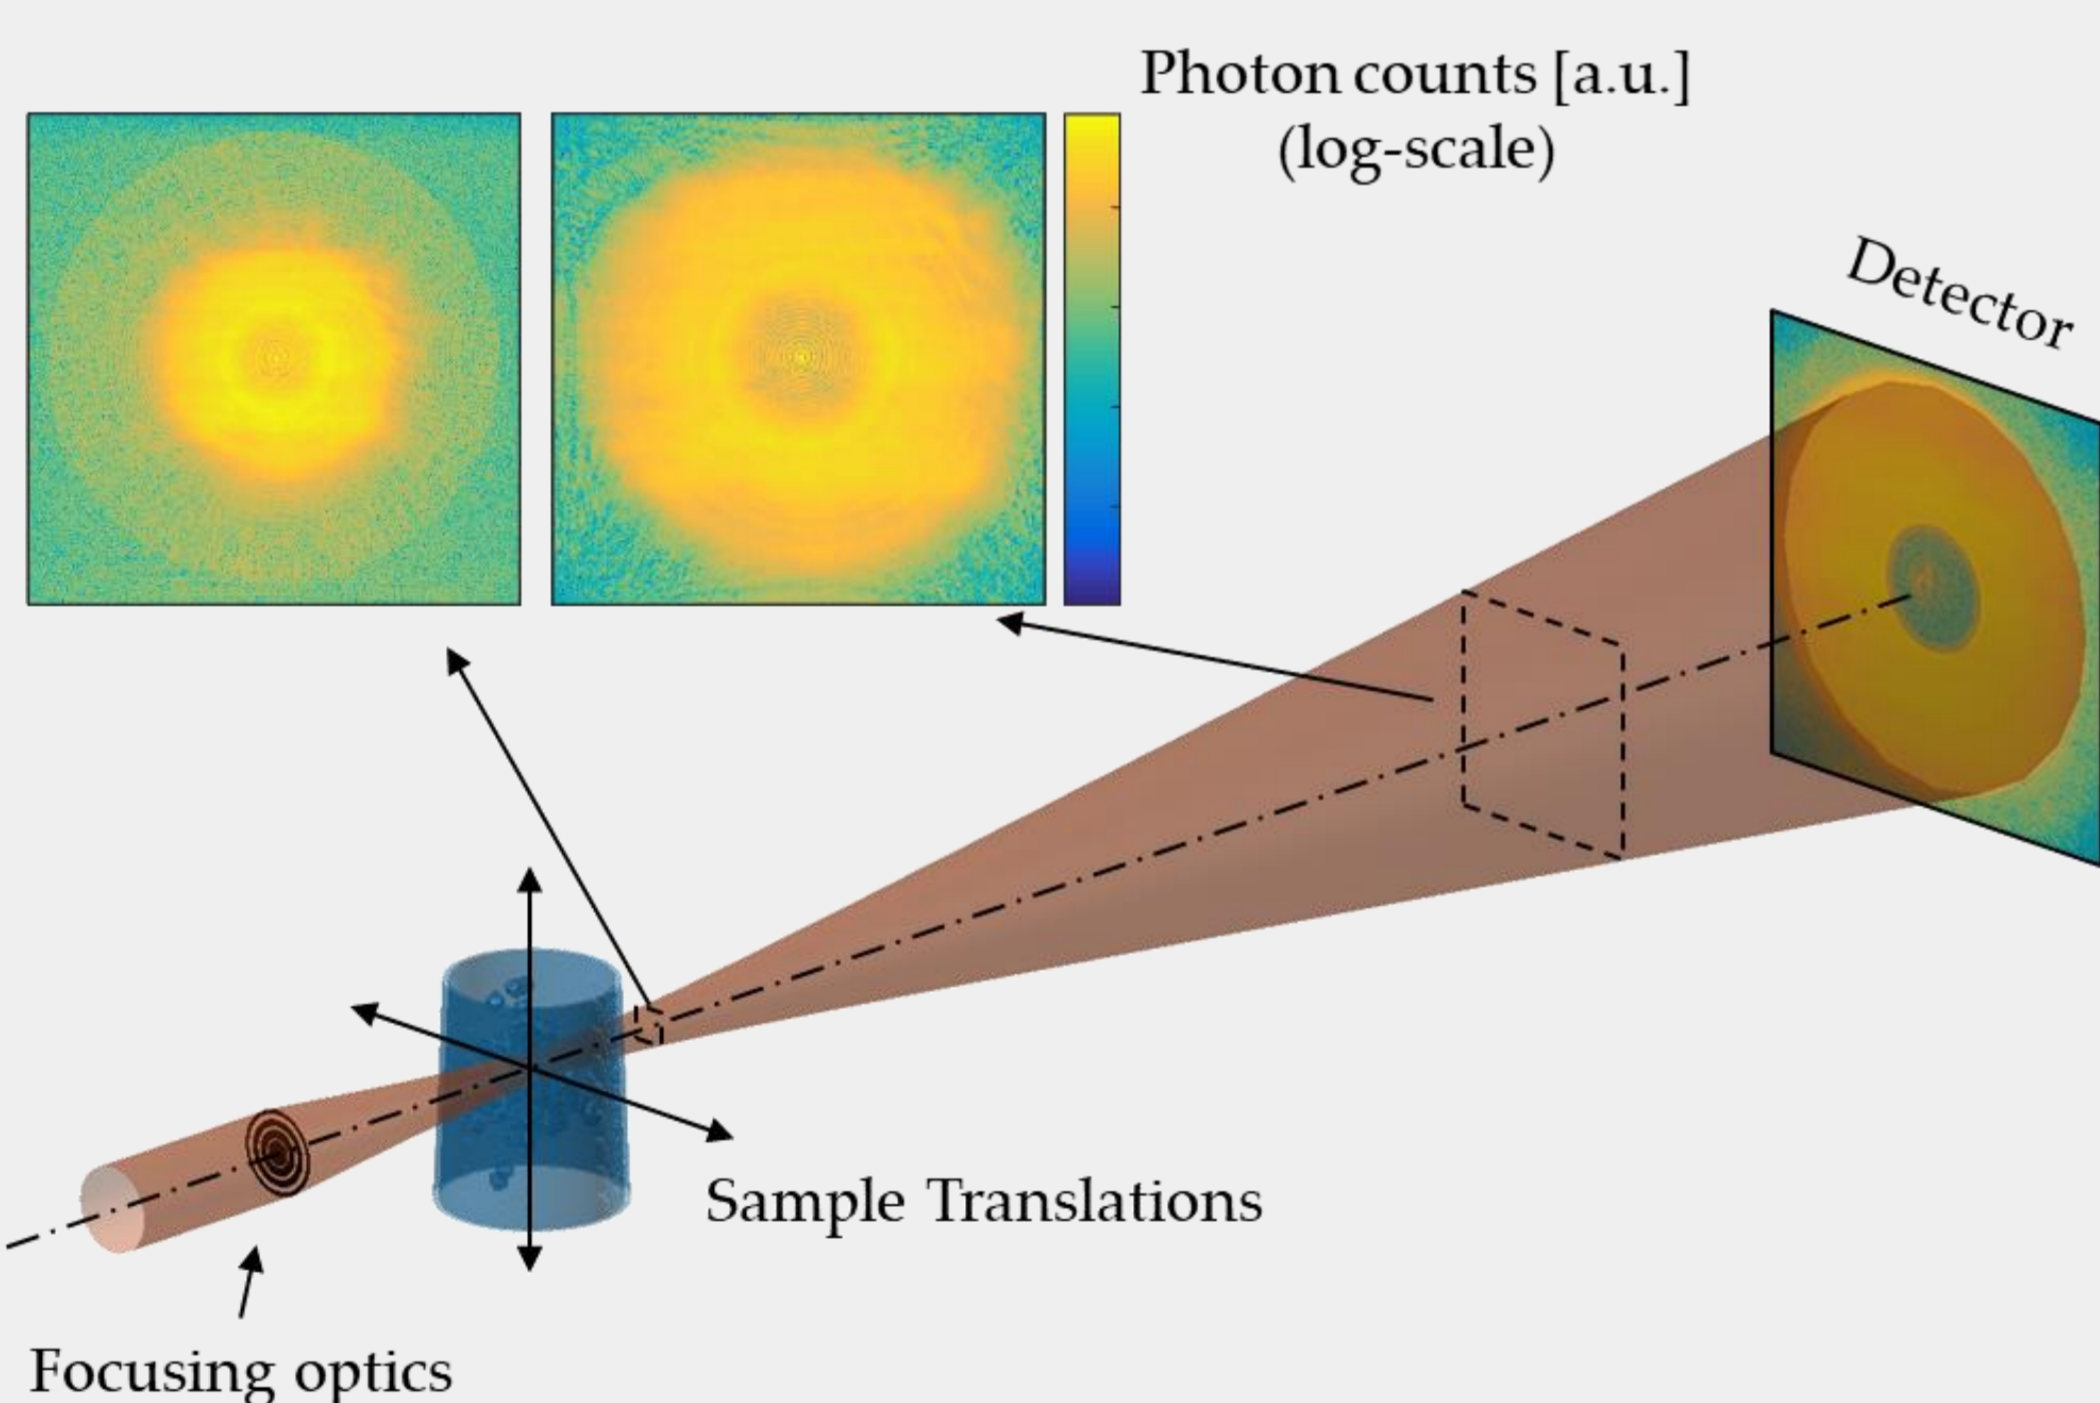 Photon counts [a.u.]
(log-scale)
Detector
Sample Translations
Focusing optics